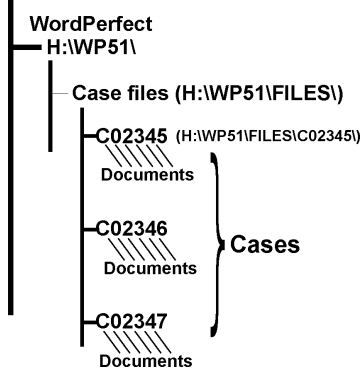 WordPerfect
H:\WP51\
Case files (H:\WP51\FILES\)
C02345 (H:\WP51\FILES\C02345\)
Documents
C02346
Documents
Cases
C02347
Documents